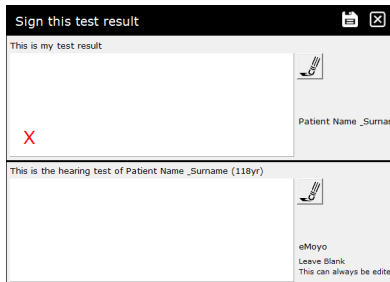 Sign this test result
This is my test result
Patient Name _Surnar
X
This is the hearing test of Patient Name _Surname (118yr)
eMoyo
Leave Blank
This can always be edite